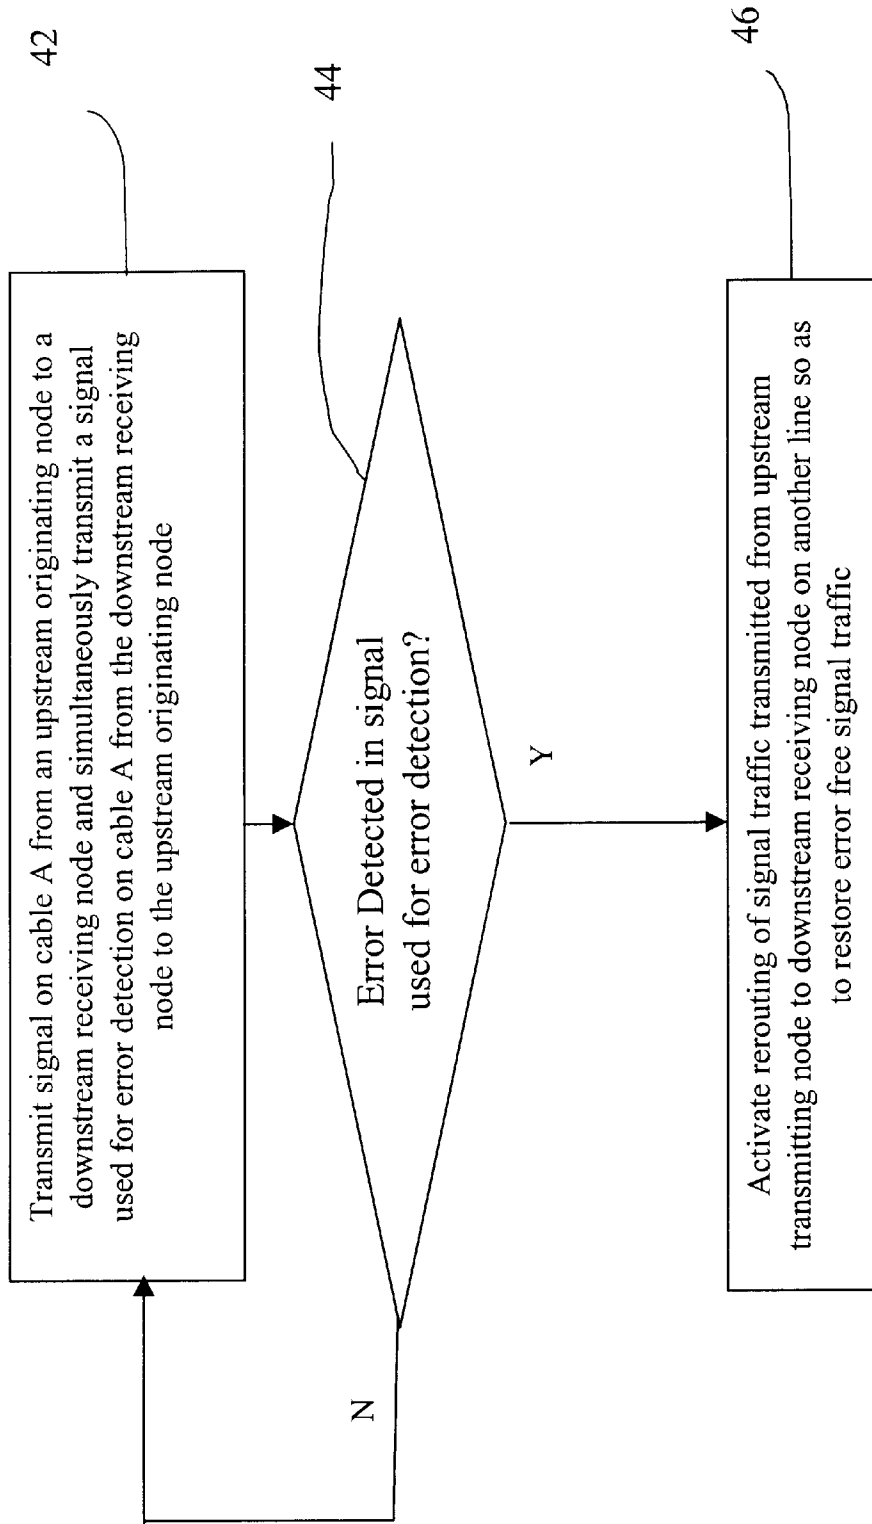 42
Transmit signal on cable A from an upstream originating node to a
downstream receiving node and simultaneously transmit a signal
used for error detection on cable A from the downstream receiving
node to the upstream originating node
44
Error Detected in signal
used for error detection?
N
Y
46
Activate rerouting of signal traffic transmitted from upstream
transmitting node to downstream receiving node on another line so as
to restore error free signal traffic